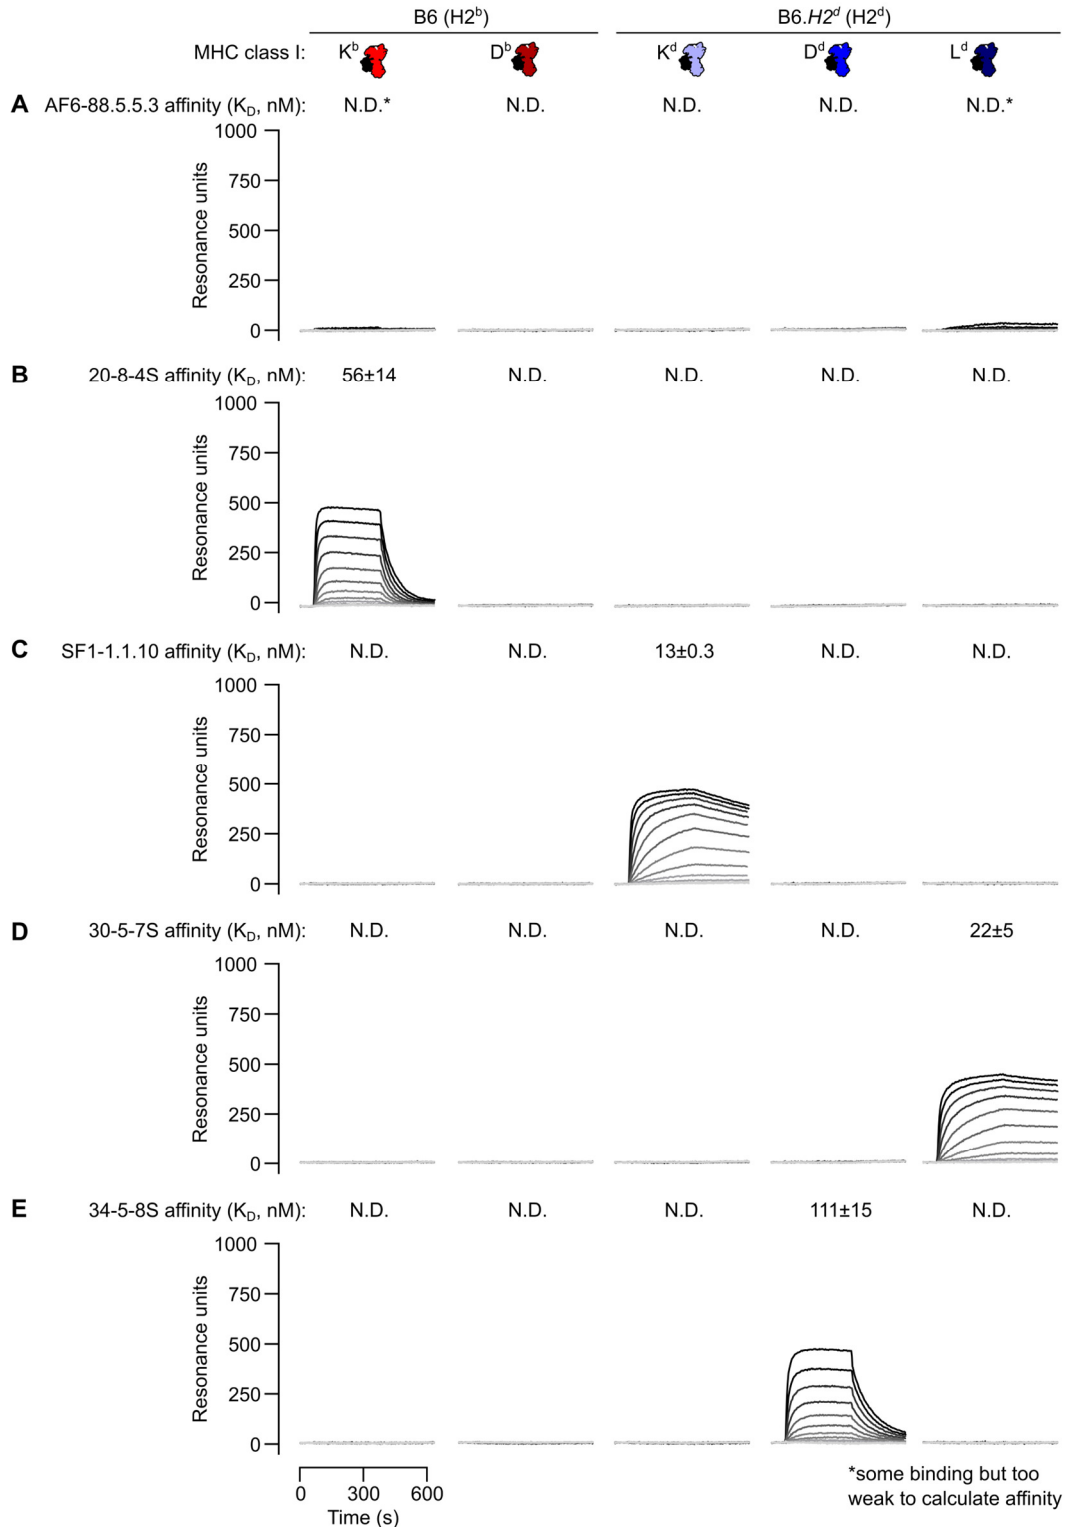 B6 (H2ᵇ) B6.H2ᵈ (H2ᵈ)
MHC class I: Kᵇ Dᵇ Kᵈ Dᵈ Lᵈ
A AF6-88.5.5.3 affinity (K_D, nM): N.D.* N.D. N.D. N.D. N.D.*
1000
750
500
250
0
Resonance units
B 20-8-4S affinity (K_D, nM): 56±14 N.D. N.D. N.D. N.D.
1000
750
500
250
0
Resonance units
C SF1-1.1.10 affinity (K_D, nM): N.D. N.D. 13±0.3 N.D. N.D.
1000
750
500
250
0
Resonance units
D 30-5-7S affinity (K_D, nM): N.D. N.D. N.D. N.D. 22±5
1000
750
500
250
0
Resonance units
E 34-5-8S affinity (K_D, nM): N.D. N.D. N.D. 111±15 N.D.
1000
750
500
250
0
Resonance units
0 300 600
Time (s)
*some binding but too
weak to calculate affinity